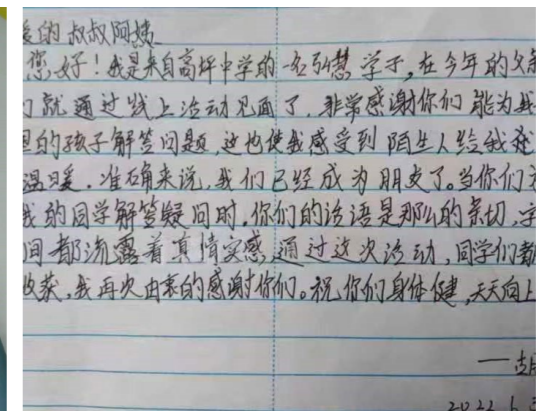 的叔叔阿姨
您好！我是来自高坪中学的一名弘慧学子，在今年的父亲
们就通过线上活动见面了，非常感谢你们能为我
的孩子解答问题，这也使我感受到陌生人给我
温暖。准确来说，我们已经成为朋友了。当你们
我的同学解答疑问时，你们的话语是那么的亲切，字
间都流露着真情实感，通过这次活动，同学们都
收获，我再次由衷的感谢你们。祝你们身体健，天天向上
——胡
2022.6.